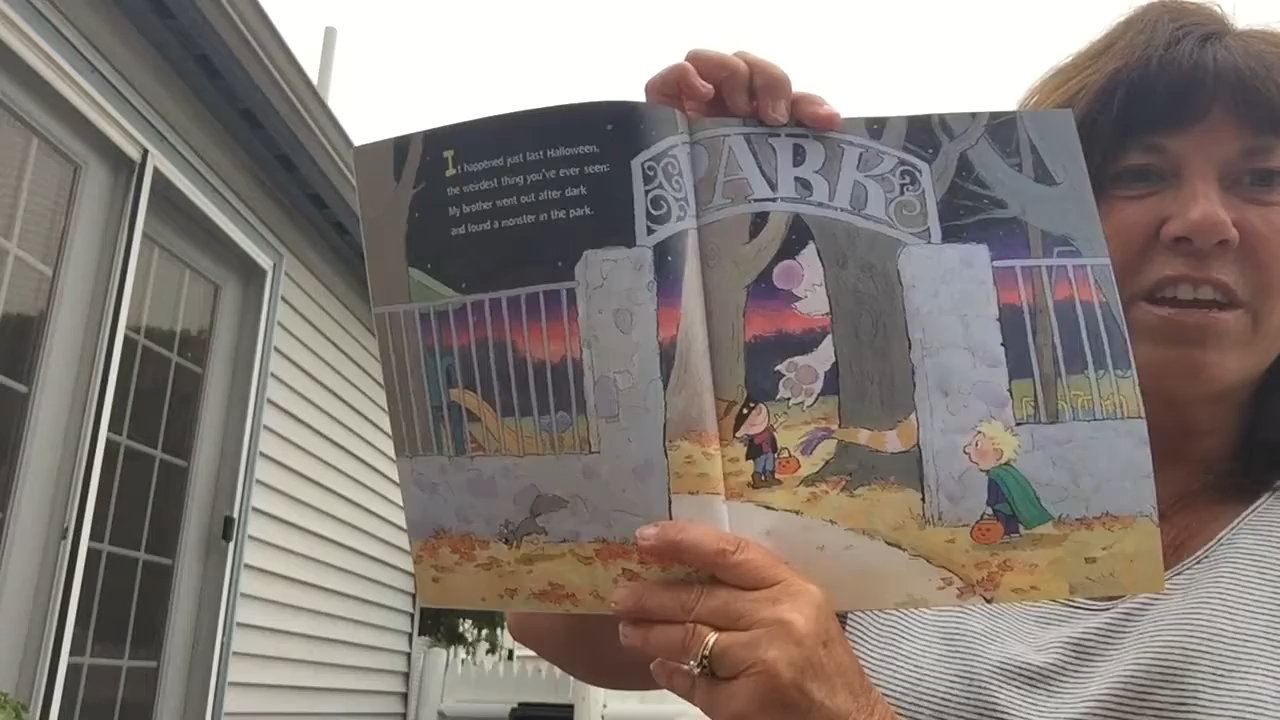 It happened just last Halloween,
the weirdest thing you've ever seen:
My brother went out after dark
and found a monster in the park.
PARK